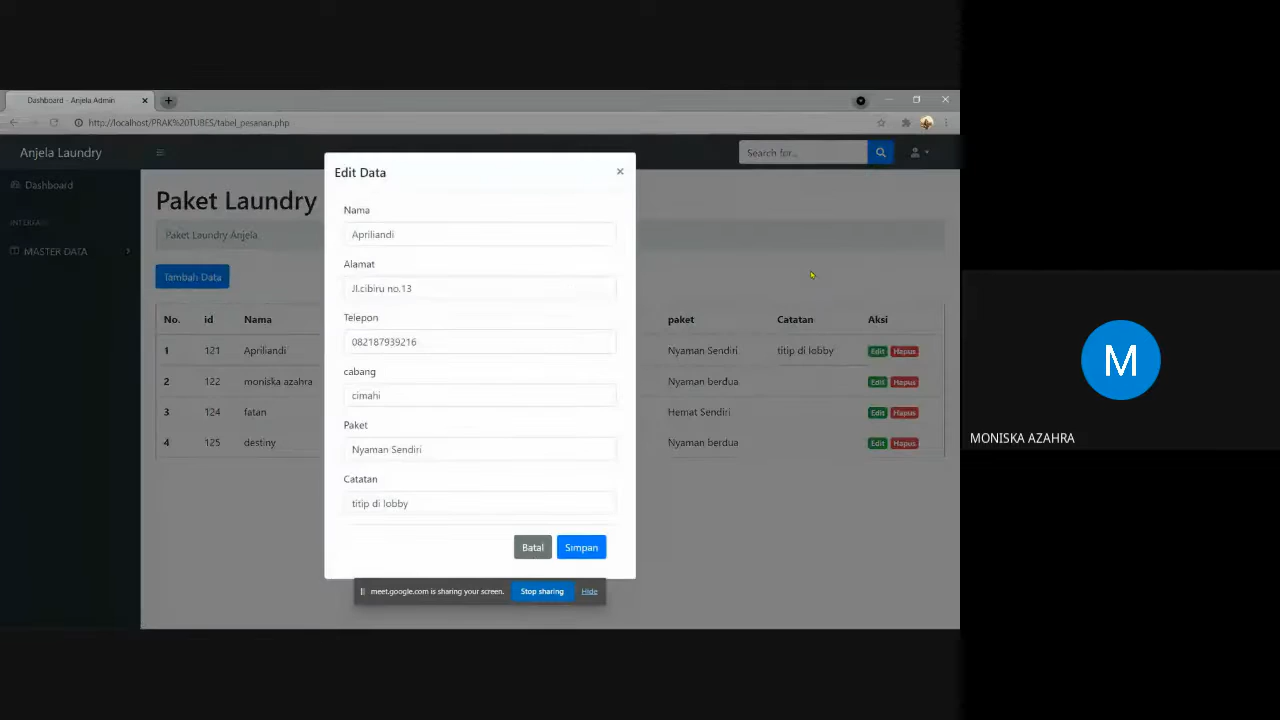 Dashboard - Anjela Admin
http://localhost/PRAK%20TUBES/tabel_pesanan.php
Anjela Laundry
Search for...
Dashboard
INTERFACE
MASTER DATA
Paket Laundry
Paket Laundry Anjela
Tambah Data
No. id Nama paket Catatan Aksi
1 121 Apriliandi Nyaman Sendiri titip di lobby Edit Hapus
2 122 moniska azahra Nyaman berdua Edit Hapus
3 124 fatan Hemat Sendiri Edit Hapus
4 125 destiny Nyaman berdua Edit Hapus
Edit Data
Nama
Apriliandi
Alamat
Jl.cibiru no.13
Telepon
082187939216
cabang
cimahi
Paket
Nyaman Sendiri
Catatan
titip di lobby
Batal Simpan
meet.google.com is sharing your screen. Stop sharing Hide
M
MONISKA AZAHRA